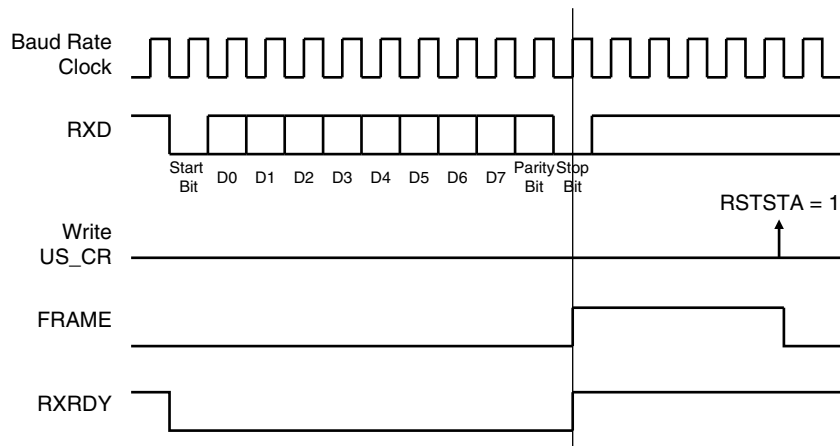 Baud Rate
Clock
RXD
Start
Bit
D0 D1 D2 D3 D4 D5 D6 D7
Parity
Bit
Stop
Bit
RSTSTA = 1
Write
US_CR
FRAME
RXRDY